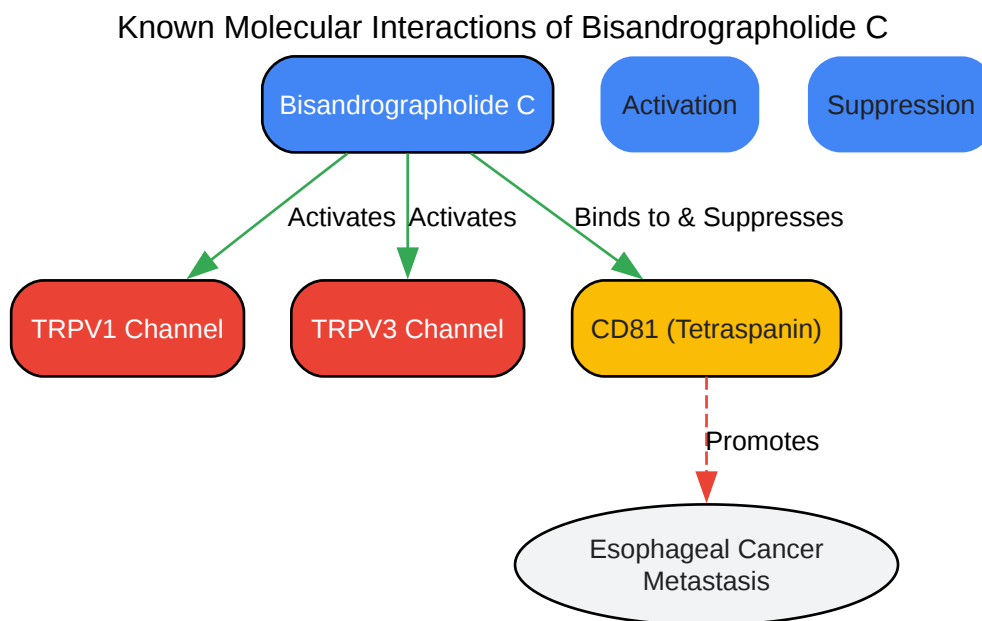 Known Molecular Interactions of Bisandrographolide C
Bisandrographolide C
Activation
Suppression
Activates
Activates
Binds to & Suppresses
TRPV1 Channel
TRPV3 Channel
CD81 (Tetraspanin)
Promotes
Esophageal Cancer
Metastasis